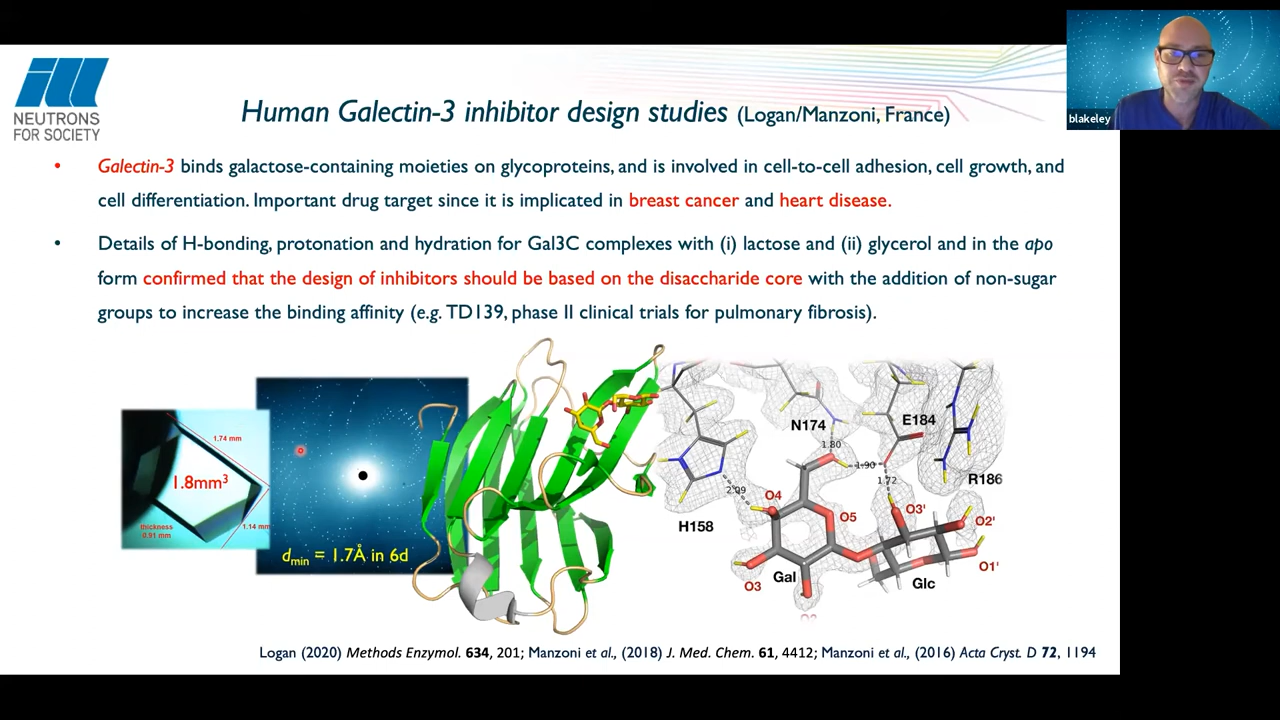 NEUTRONS
FOR SOCIETY
blakeley
Human Galectin-3 inhibitor design studies (Logan/Manzoni, France)
• Galectin-3 binds galactose-containing moieties on glycoproteins, and is involved in cell-to-cell adhesion, cell growth, and
cell differentiation. Important drug target since it is implicated in breast cancer and heart disease.
• Details of H-bonding, protonation and hydration for Gal3C complexes with (i) lactose and (ii) glycerol and in the apo
form confirmed that the design of inhibitors should be based on the disaccharide core with the addition of non-sugar
groups to increase the binding affinity (e.g. TD139, phase II clinical trials for pulmonary fibrosis).
1.74 mm
1.8mm³
thickness
0.91 mm
1.14 mm
dmin = 1.7Å in 6d
N174
E184
1.80
1.90
1.72
R186
H158
2.09
O4
O5
O3'
O2'
O3
Gal
Glc
O1'
Logan (2020) Methods Enzymol. 634, 201; Manzoni et al., (2018) J. Med. Chem. 61, 4412; Manzoni et al., (2016) Acta Cryst. D 72, 1194